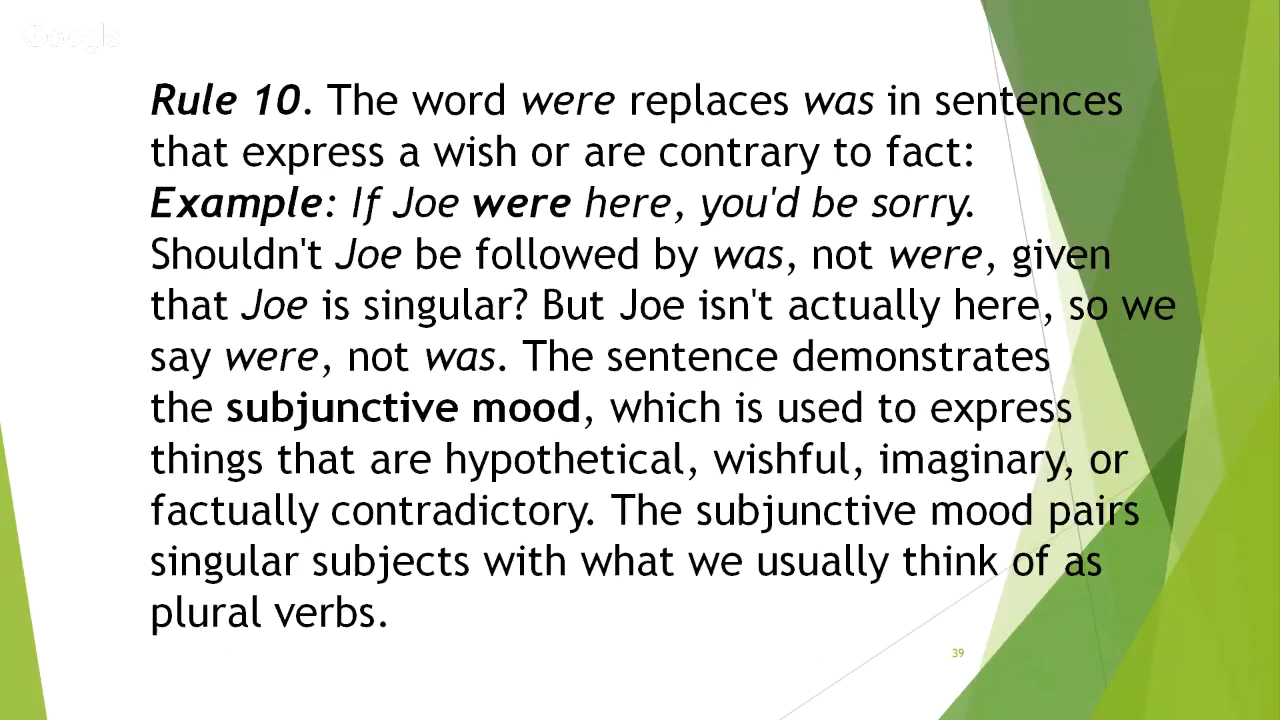 Google
Rule 10. The word were replaces was in sentences
that express a wish or are contrary to fact:
Example: If Joe were here, you'd be sorry.
Shouldn't Joe be followed by was, not were, given
that Joe is singular? But Joe isn't actually here, so we
say were, not was. The sentence demonstrates
the subjunctive mood, which is used to express
things that are hypothetical, wishful, imaginary, or
factually contradictory. The subjunctive mood pairs
singular subjects with what we usually think of as
plural verbs.
39